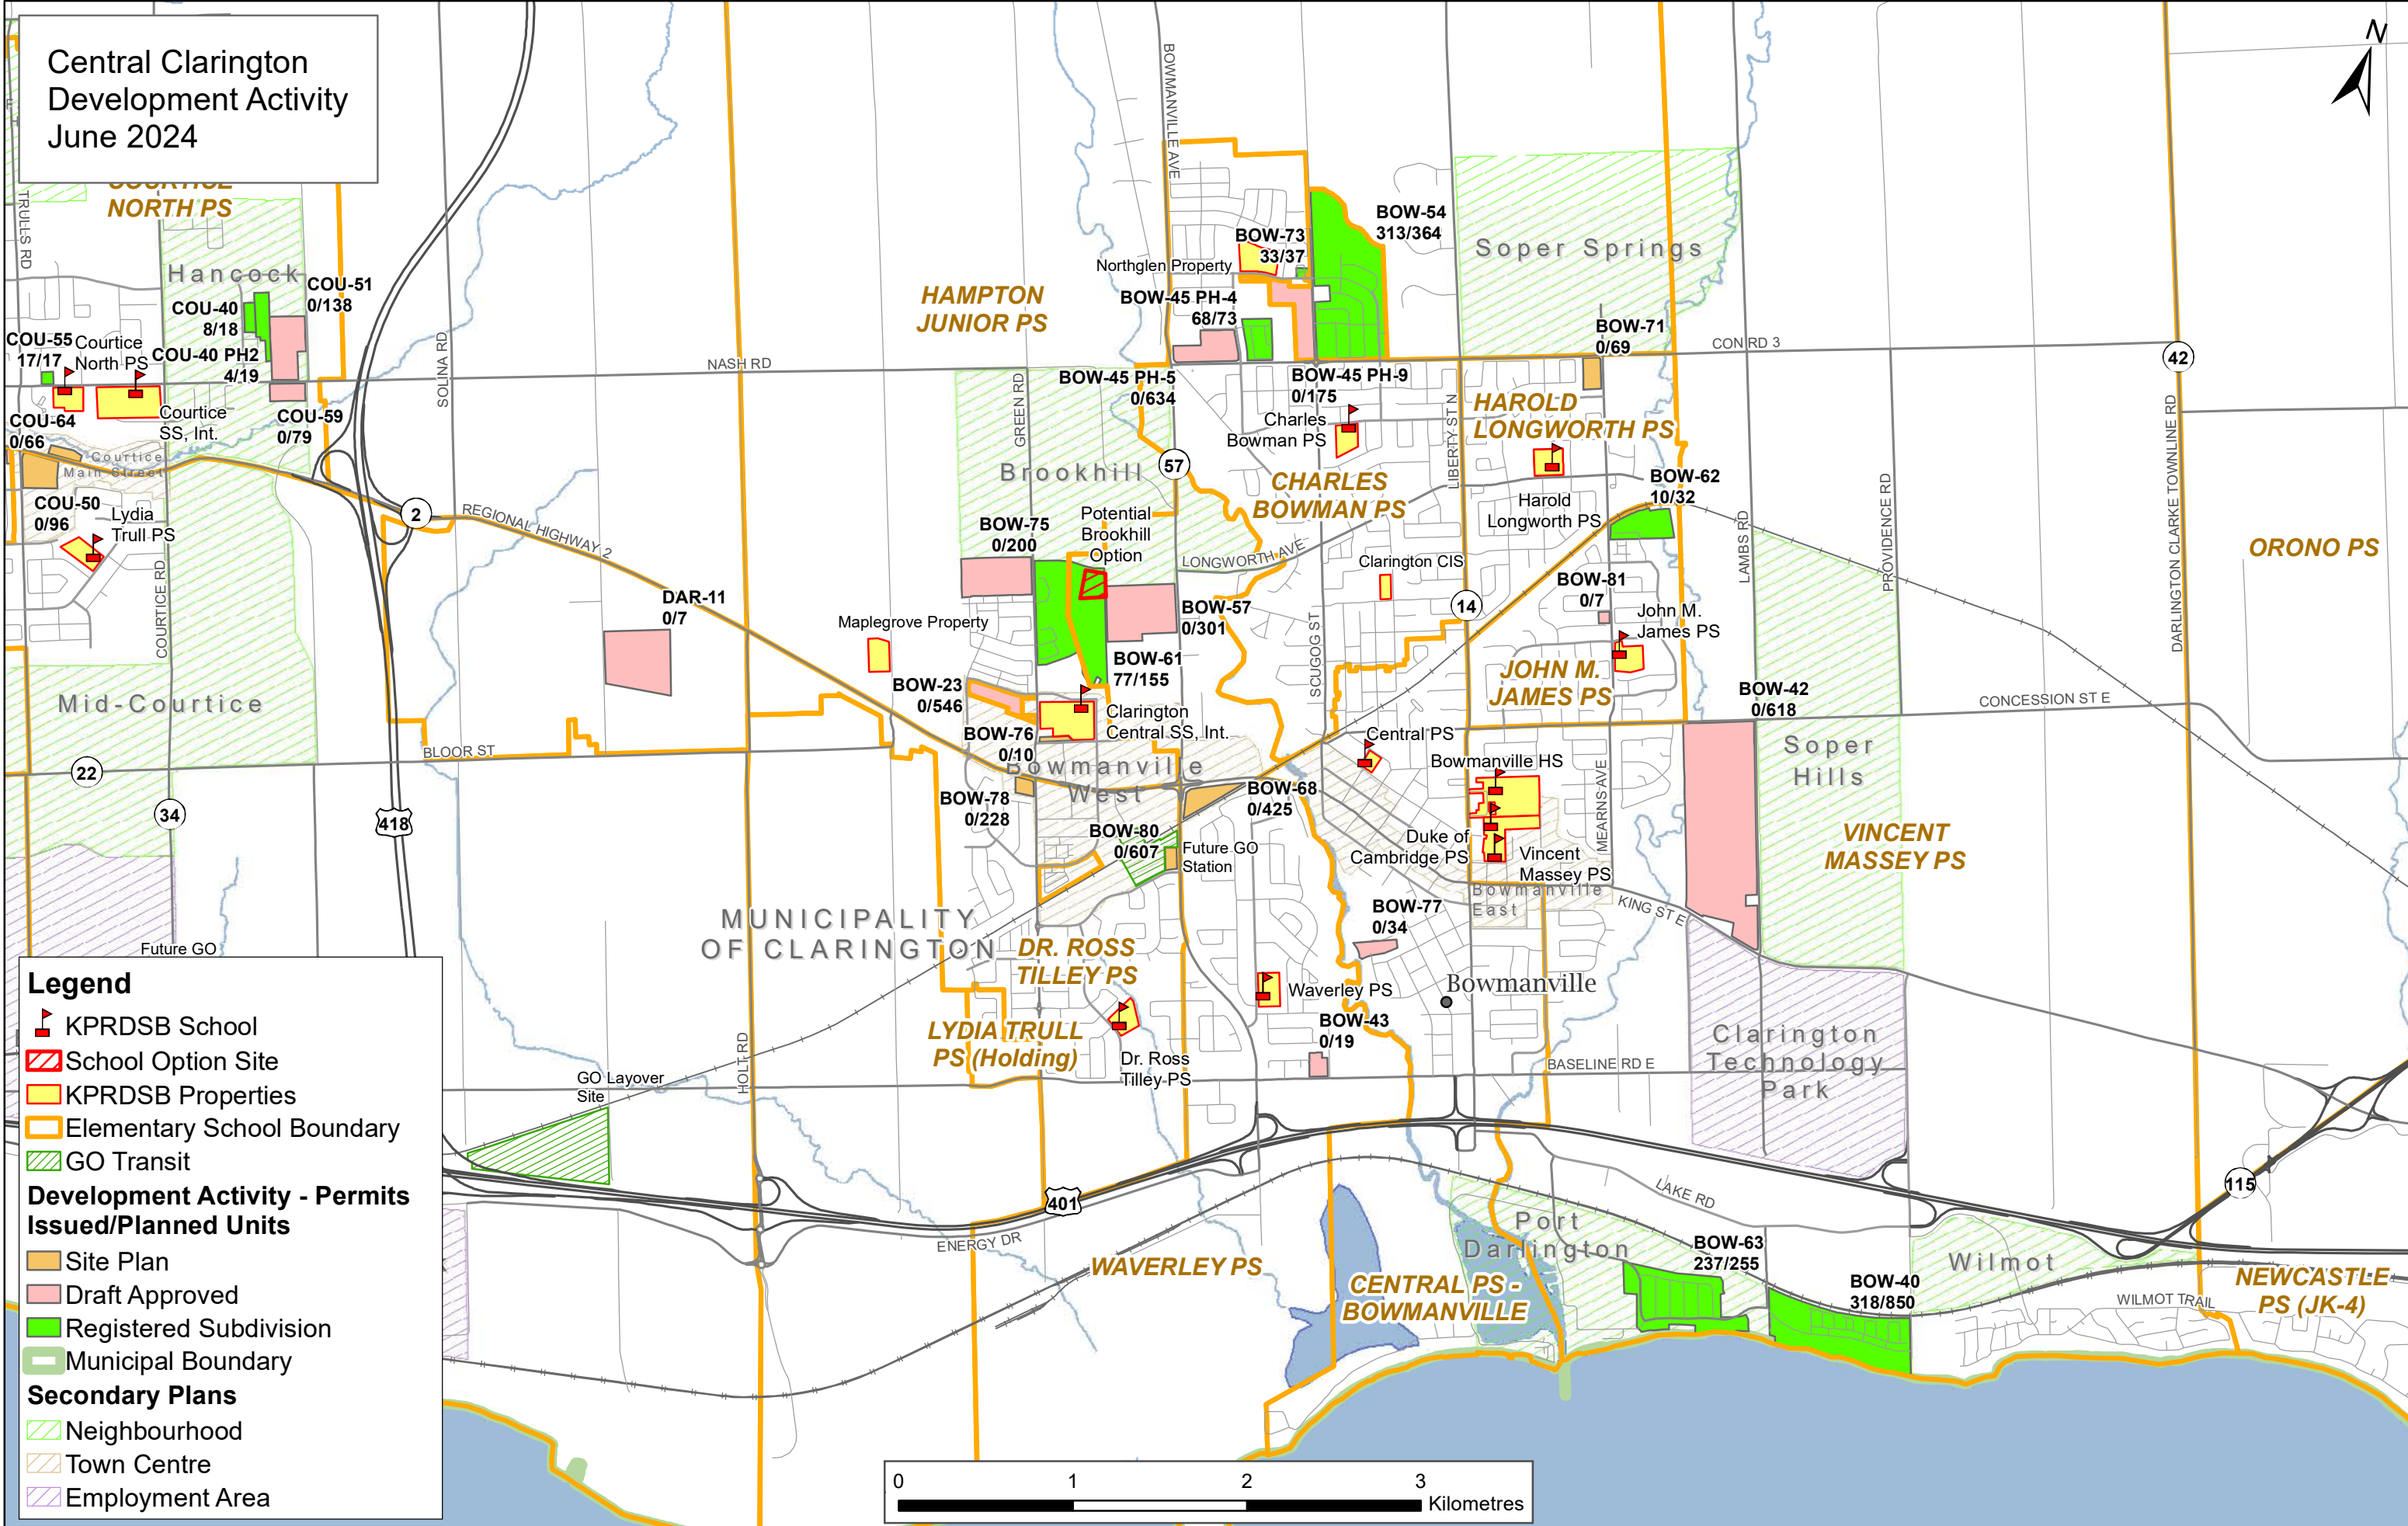 Central Clarington
Development Activity
June 2024
N
COURTICE
NORTH PS
TRULLS RD
Hancock
COU-51
0/138
COU-40
8/18
COU-55
17/17
Courtice
North PS
COU-40 PH2
4/19
COU-64
0/66
Courtice
SS, Int.
COU-59
0/79
Courtice
Main Street
COU-50
0/96
Lydia
Trull PS
COURTICE RD
SOLINA RD
2
REGIONAL HIGHWAY 2
NASH RD
HAMPTON
JUNIOR PS
BOWMANVILLE AVE
BOW-73
33/37
Northglen Property
BOW-54
313/364
BOW-45 PH-4
68/73
Soper Springs
BOW-71
0/69
CON RD 3
42
BOW-45 PH-5
0/634
BOW-45 PH-9
0/175
Charles
Bowman PS
HAROLD
LONGWORTH PS
GREEN RD
LIBERTY ST N
Brookhill
57
CHARLES
BOWMAN PS
BOW-62
10/32
Harold
Longworth PS
LAMBS RD
PROVIDENCE RD
DARLINGTON CLARKE TOWNLINE RD
ORONO PS
BOW-75
0/200
Potential
Brookhill
Option
LONGWORTH AVE
Clarington CIS
DAR-11
0/7
Maplegrove Property
BOW-57
0/301
14
BOW-81
0/7
John M.
James PS
SCUGOG ST
BOW-61
77/155
JOHN M.
JAMES PS
BOW-23
0/546
Clarington
Central SS, Int.
BOW-42
0/618
CONCESSION ST E
Mid-Courtice
22
34
418
BLOOR ST
BOW-76
0/10
Bowmanville
West
Central PS
Bowmanville HS
Soper
Hills
BOW-78
0/228
BOW-68
0/425
MEARNS AVE
BOW-80
0/607
Future GO
Station
Duke of
Cambridge PS
Vincent
Massey PS
VINCENT
MASSEY PS
Bowmanville
East
KING ST E
BOW-77
0/34
MUNICIPALITY
OF CLARINGTON
Future GO
DR. ROSS
TILLEY PS
Waverley PS
Bowmanville
LYDIA TRULL
PS (Holding)
Dr. Ross
Tilley PS
BOW-43
0/19
Clarington
Technology
Park
BASELINE RD E
HOLT RD
GO Layover
Site
401
ENERGY DR
115
LAKE RD
Port
Darlington
WAVERLEY PS
CENTRAL PS -
BOWMANVILLE
BOW-63
237/255
BOW-40
318/850
Wilmot
WILMOT TRAIL
NEWCASTLE
PS (JK-4)
Legend
KPRDSB School
School Option Site
KPRDSB Properties
Elementary School Boundary
GO Transit
Development Activity - Permits
Issued/Planned Units
Site Plan
Draft Approved
Registered Subdivision
Municipal Boundary
Secondary Plans
Neighbourhood
Town Centre
Employment Area
0 1 2 3
Kilometres